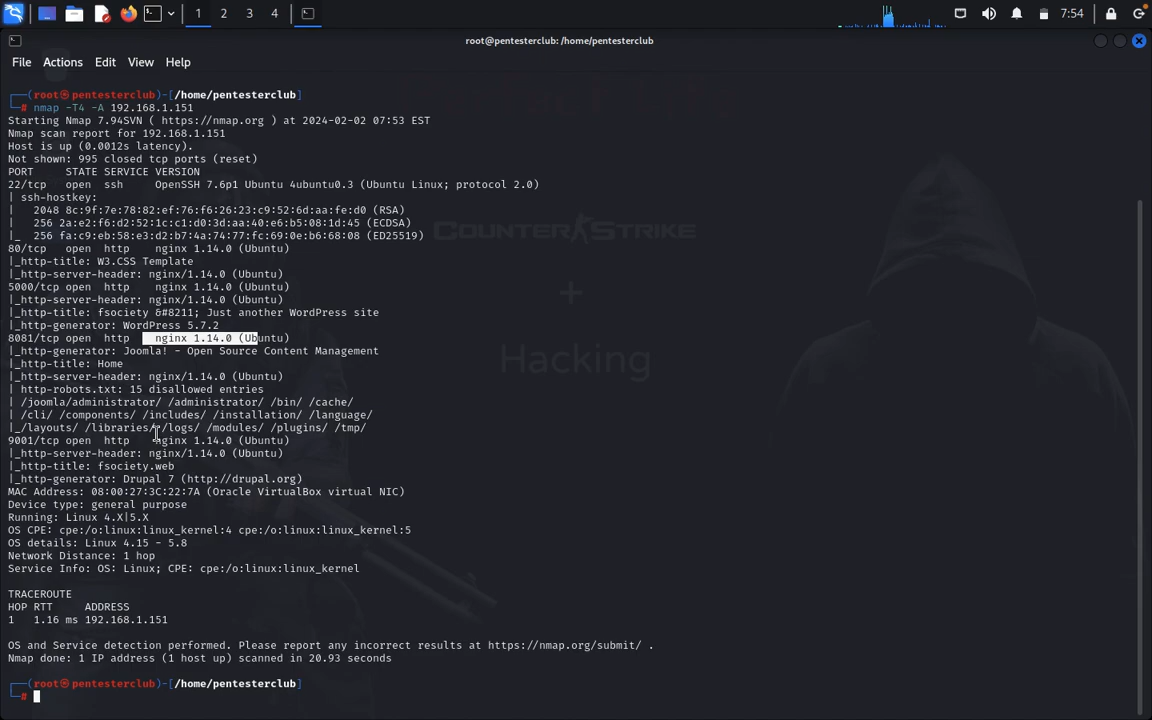 1 2 3 4 7:54
root@pentesterclub: /home/pentesterclub
File Actions Edit View Help
┌──(root㉿pentesterclub)-[/home/pentesterclub]
└─# nmap -T4 -A 192.168.1.151
Starting Nmap 7.94SVN ( https://nmap.org ) at 2024-02-02 07:53 EST
Nmap scan report for 192.168.1.151
Host is up (0.0012s latency).
Not shown: 995 closed tcp ports (reset)
PORT     STATE SERVICE VERSION
22/tcp   open  ssh     OpenSSH 7.6p1 Ubuntu 4ubuntu0.3 (Ubuntu Linux; protocol 2.0)
| ssh-hostkey:
|   2048 8c:9f:7e:78:82:ef:76:f6:26:23:c9:52:6d:aa:fe:d0 (RSA)
|   256 2a:e2:f6:d2:52:1c:c1:d0:3d:aa:40:e6:b5:08:1d:45 (ECDSA)
|_  256 fa:c9:eb:58:e3:d2:b7:4a:74:77:fc:69:0e:b6:68:08 (ED25519)
80/tcp   open  http    nginx 1.14.0 (Ubuntu)
|_http-title: W3.CSS Template
|_http-server-header: nginx/1.14.0 (Ubuntu)
5000/tcp open  http    nginx 1.14.0 (Ubuntu)
|_http-server-header: nginx/1.14.0 (Ubuntu)
|_http-title: fsociety &#8211; Just another WordPress site
|_http-generator: WordPress 5.7.2
8081/tcp open  http    nginx 1.14.0 (Ubuntu)
|_http-generator: Joomla! - Open Source Content Management
|_http-title: Home
|_http-server-header: nginx/1.14.0 (Ubuntu)
| http-robots.txt: 15 disallowed entries
| /joomla/administrator/ /administrator/ /bin/ /cache/
| /cli/ /components/ /includes/ /installation/ /language/
|_/layouts/ /libraries/ /logs/ /modules/ /plugins/ /tmp/
9001/tcp open  http    nginx 1.14.0 (Ubuntu)
|_http-server-header: nginx/1.14.0 (Ubuntu)
|_http-title: fsociety.web
|_http-generator: Drupal 7 (http://drupal.org)
MAC Address: 08:00:27:3C:22:7A (Oracle VirtualBox virtual NIC)
Device type: general purpose
Running: Linux 4.X|5.X
OS CPE: cpe:/o:linux:linux_kernel:4 cpe:/o:linux:linux_kernel:5
OS details: Linux 4.15 - 5.8
Network Distance: 1 hop
Service Info: OS: Linux; CPE: cpe:/o:linux:linux_kernel
TRACEROUTE
HOP RTT     ADDRESS
1   1.16 ms 192.168.1.151
OS and Service detection performed. Please report any incorrect results at https://nmap.org/submit/ .
Nmap done: 1 IP address (1 host up) scanned in 20.93 seconds
┌──(root㉿pentesterclub)-[/home/pentesterclub]
└─#
COUNTER STRIKE
+
Hacking